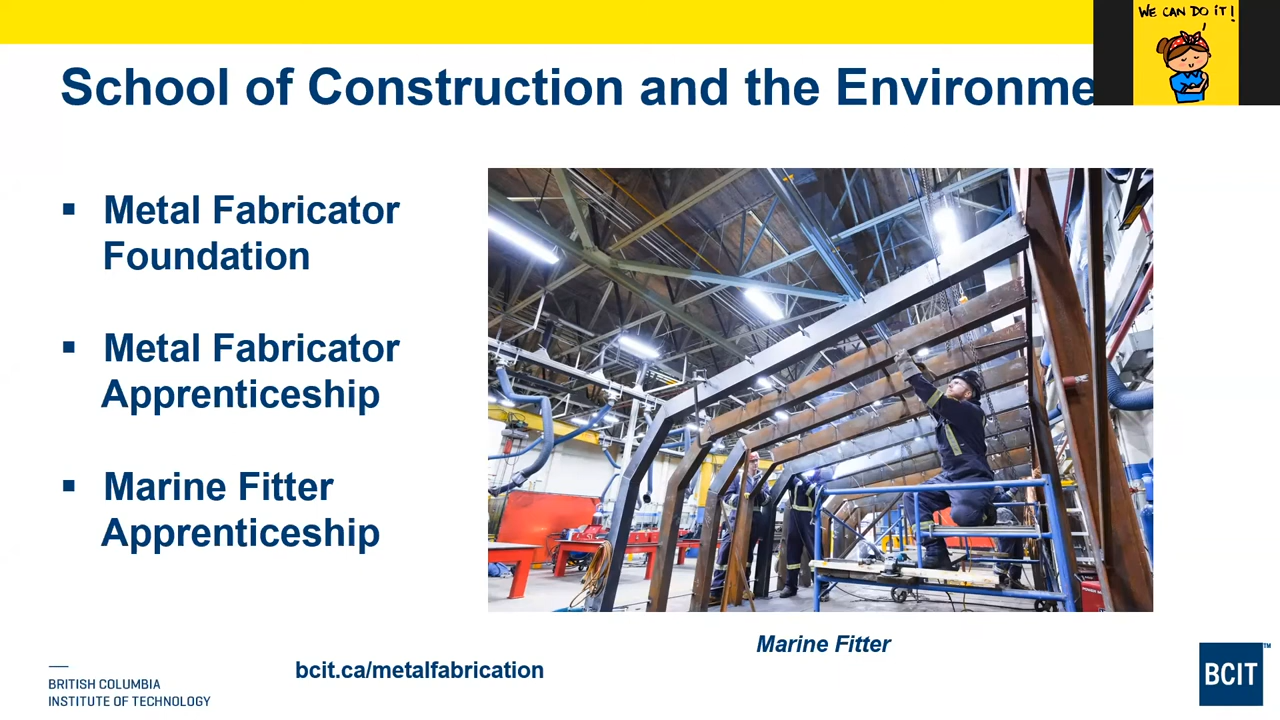 WE CAN DO iT!
School of Construction and the Environme
▪ Metal Fabricator
Foundation
▪ Metal Fabricator
Apprenticeship
▪ Marine Fitter
Apprenticeship
Marine Fitter
bcit.ca/metalfabrication
BRITISH COLUMBIA
INSTITUTE OF TECHNOLOGY
BCIT™